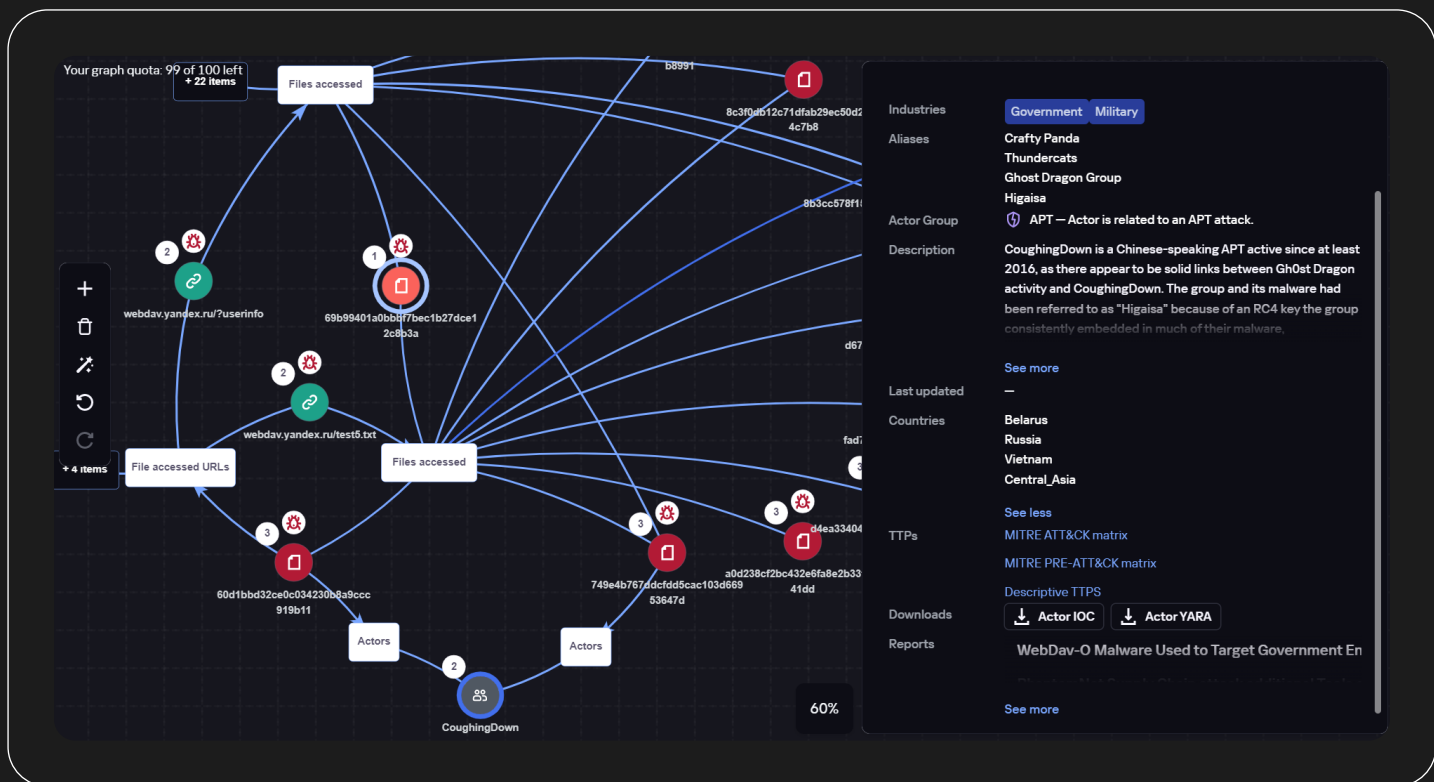 Your graph quota: 99 of 100 left
+ 22 items
Files accessed
b8991
8c3f0db12c71dfab29ec50d2
4c7b8
8b3cc578f1
2
webdav.yandex.ru/?userinfo
1
69b99401a0bbbf7bec1b27dce1
2c8b3a
2
webdav.yandex.ru/test5.txt
d67
fad7
3
+ 4 items
File accessed URLs
Files accessed
3
60d1bbd32ce0c034230b8a9ccc
919b11
3
749e4b767ddcfdd5cac103d669
53647d
3
d4ea33404
a0d238cf2bc432e6fa8e2b33
41dd
Actors
Actors
2
CoughingDown
60%
Industries
Government Military
Aliases
Crafty Panda
Thundercats
Ghost Dragon Group
Higaisa
Actor Group
APT — Actor is related to an APT attack.
Description
CoughingDown is a Chinese-speaking APT active since at least
2016, as there appear to be solid links between Gh0st Dragon
activity and CoughingDown. The group and its malware had
been referred to as "Higaisa" because of an RC4 key the group
consistently embedded in much of their malware,
See more
Last updated
—
Countries
Belarus
Russia
Vietnam
Central_Asia
See less
TTPs
MITRE ATT&CK matrix
MITRE PRE-ATT&CK matrix
Descriptive TTPS
Downloads
Actor IOC
Actor YARA
Reports
WebDav-O Malware Used to Target Government En
See more